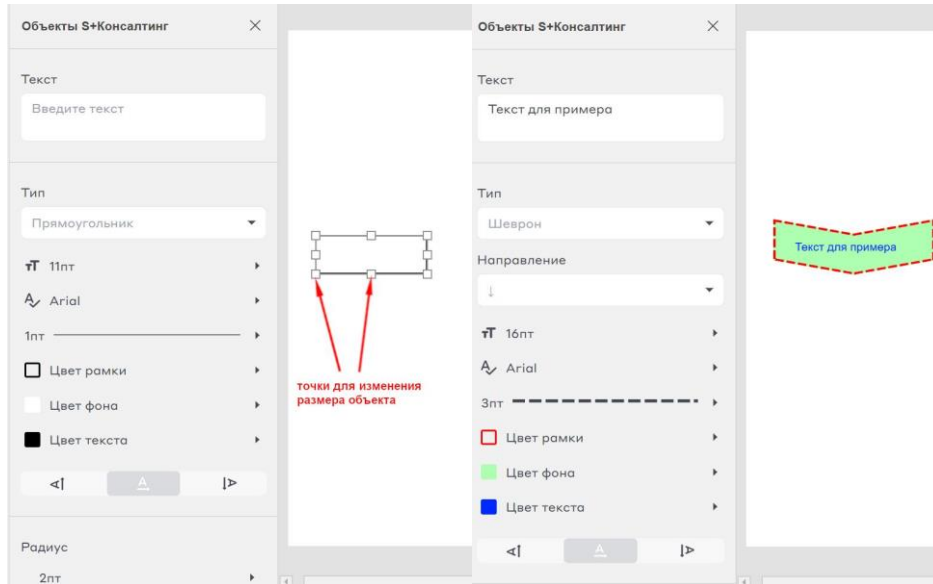 Объекты S+Консалтинг
Текст
Введите текст
Тип
Прямоугольник
тТ 11пт
Arial
1пт
Цвет рамки
Цвет фона
Цвет текста
A A A
Радиус
2пт
точки для изменения
размера объекта
Объекты S+Консалтинг
Текст
Текст для примера
Тип
Шеврон
Направление
↓
тТ 16пт
Arial
3пт
Цвет рамки
Цвет фона
Цвет текста
A A A
Текст для примера